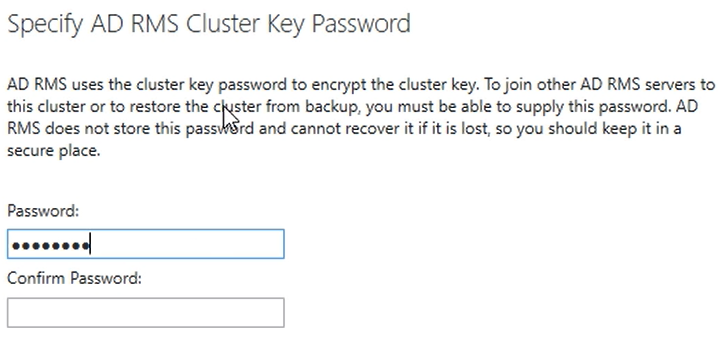 Specify AD RMS Cluster Key Password
AD RMS uses the cluster key password to encrypt the cluster key. To join other AD RMS servers to
this cluster or to restore the cluster from backup, you must be able to supply this password. AD
RMS does not store this password and cannot recover it if it is lost, so you should keep it in a
secure place.
Password:
••••••••
Confirm Password: